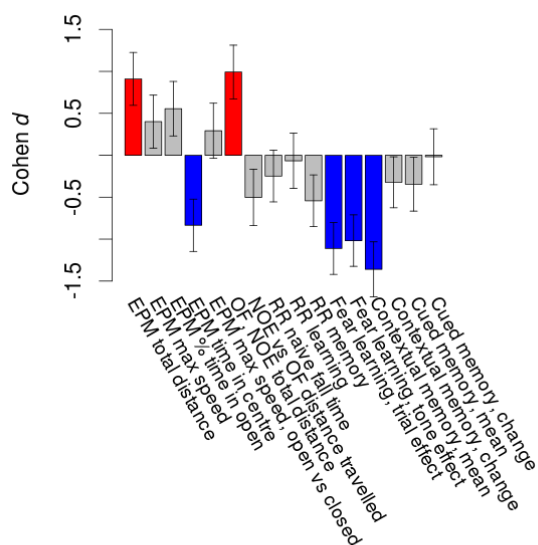 1.5
0.5
-0.5
-1.5
Cohen d
EPM total distance
EPM max speed
EPM % time in open
EPM time in centre
EPM max speed, open vs closed
OF, NOE total distance
NOE vs OF distance travelled
RR naive fall time
RR learning
RR memory
Fear learning, trial effect
Fear learning, tone effect
Contextual memory, mean
Contextual memory, change
Cued memory, mean
Cued memory, change